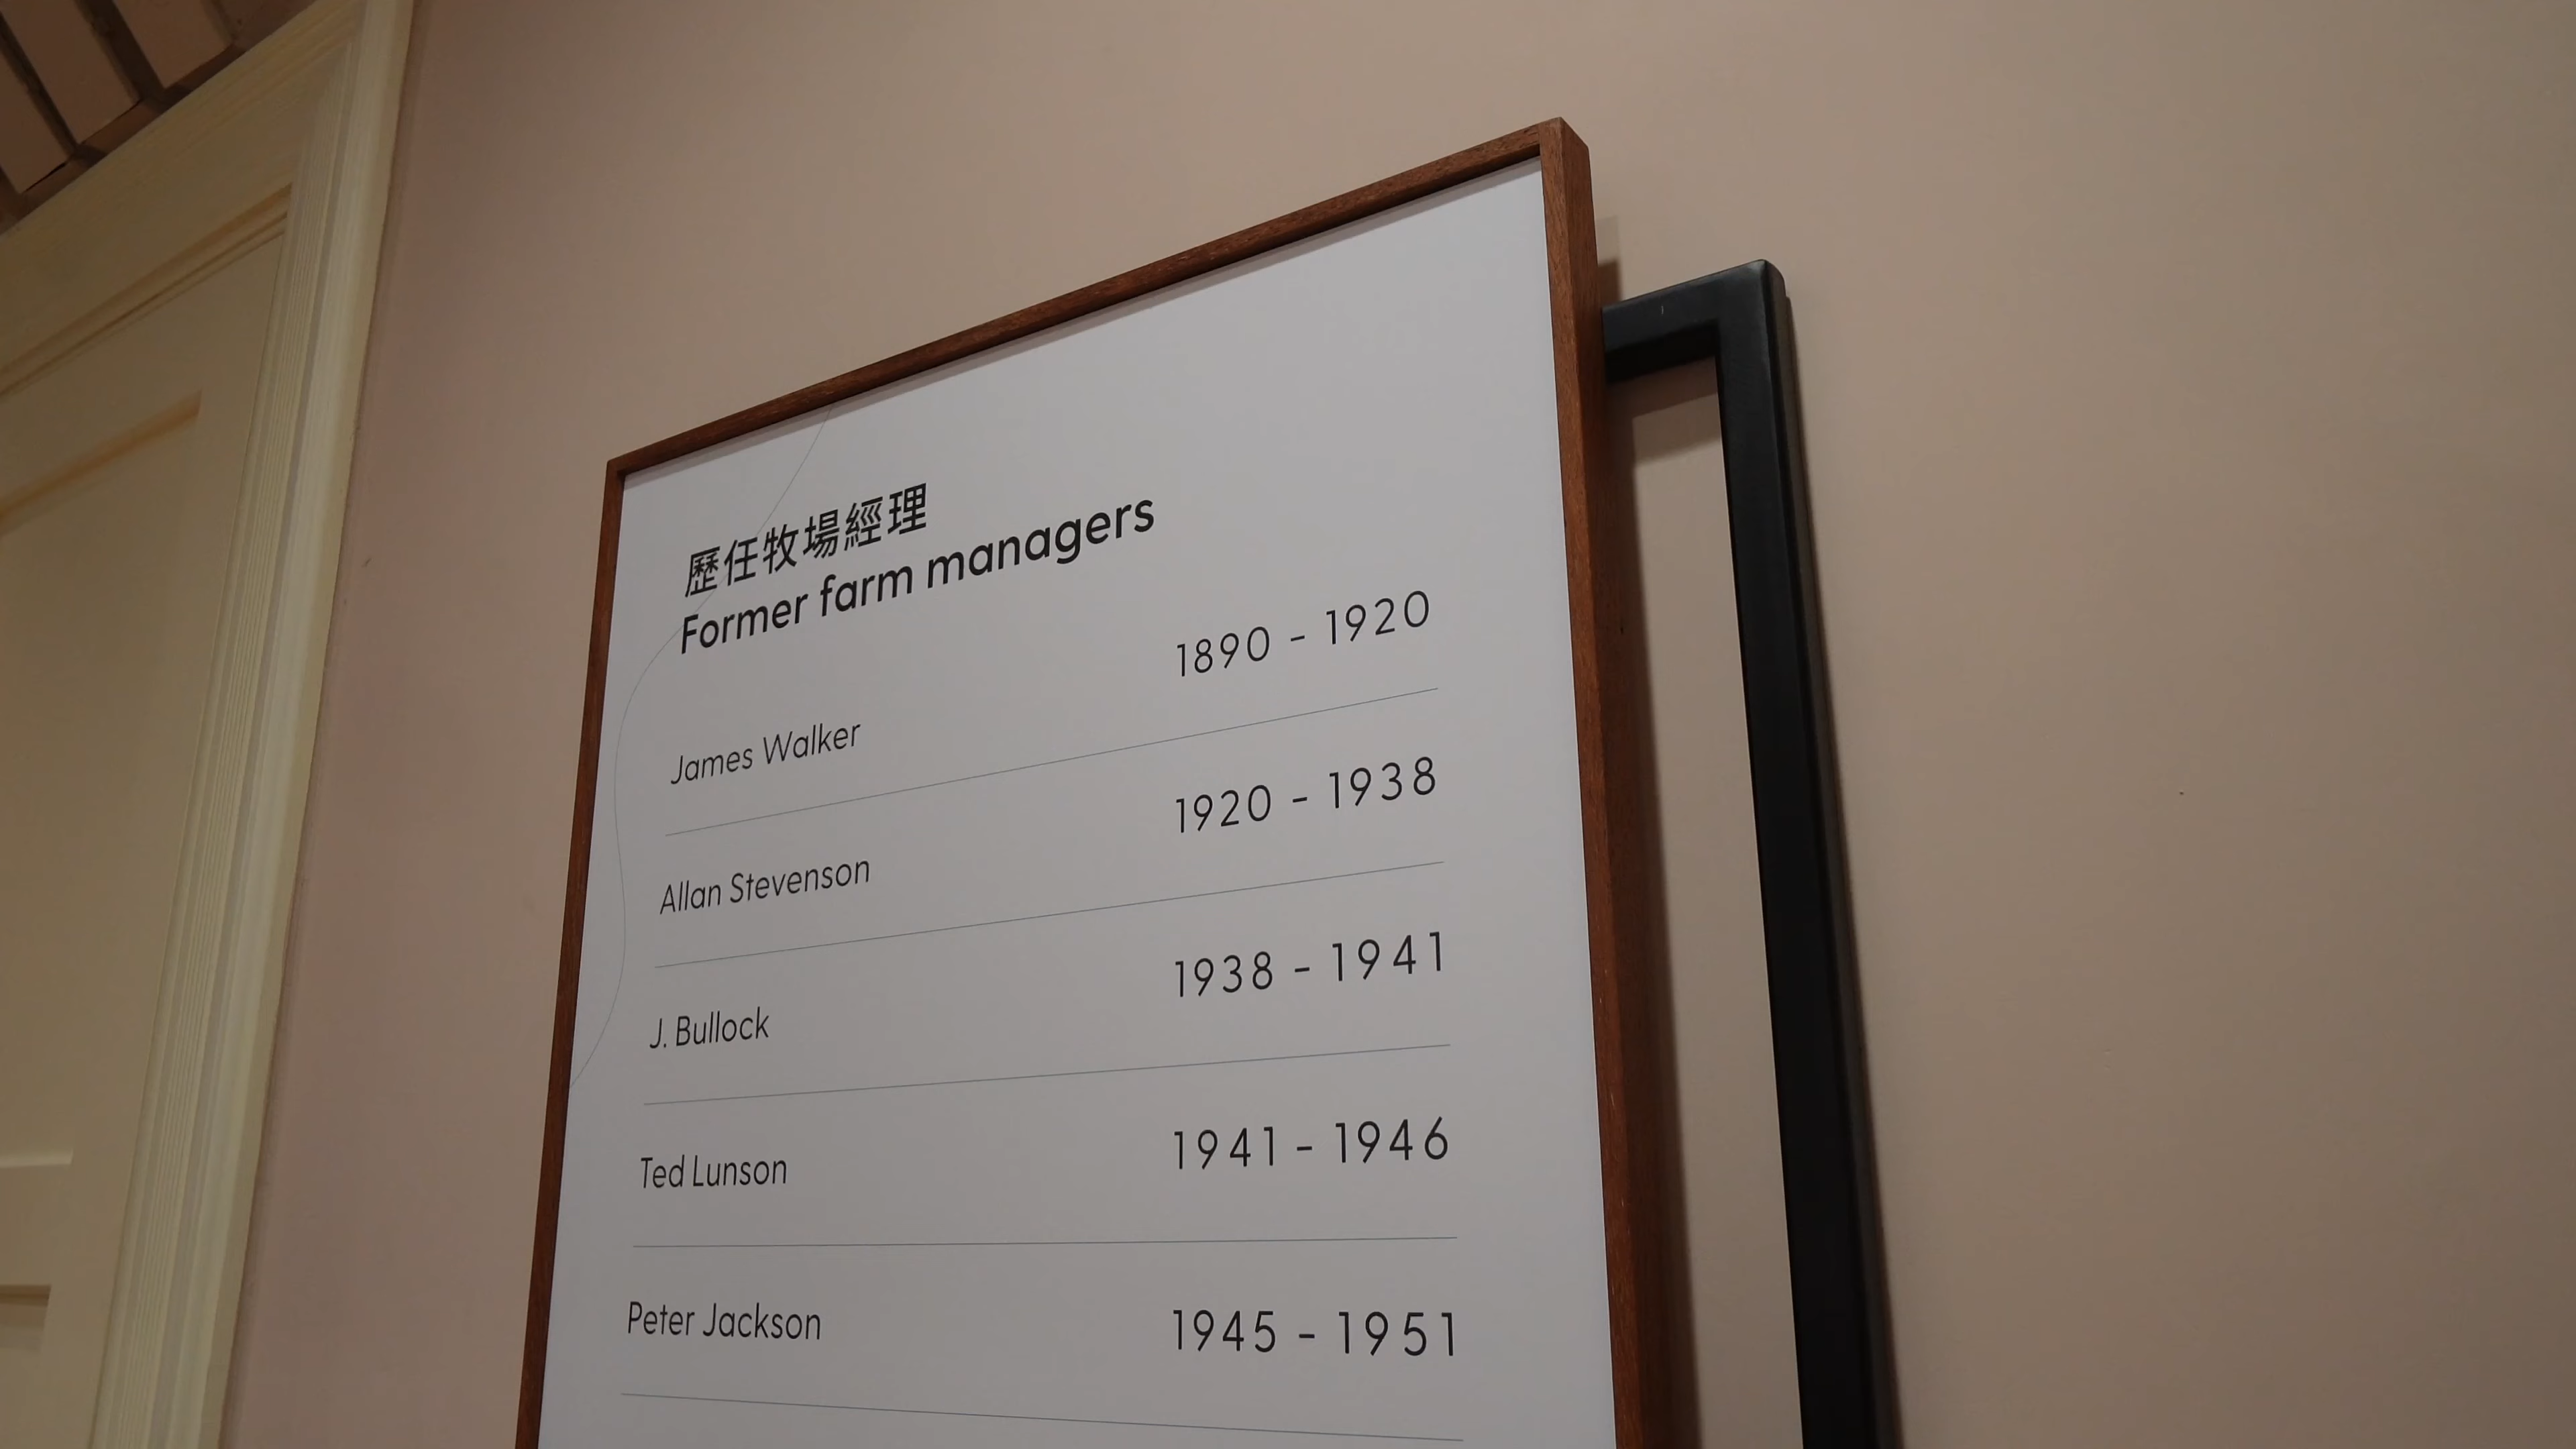 歷任牧場經理
Former farm managers
James Walker 1890 - 1920
Allan Stevenson 1920 - 1938
J. Bullock 1938 - 1941
Ted Lunson 1941 - 1946
Peter Jackson 1945 - 1951